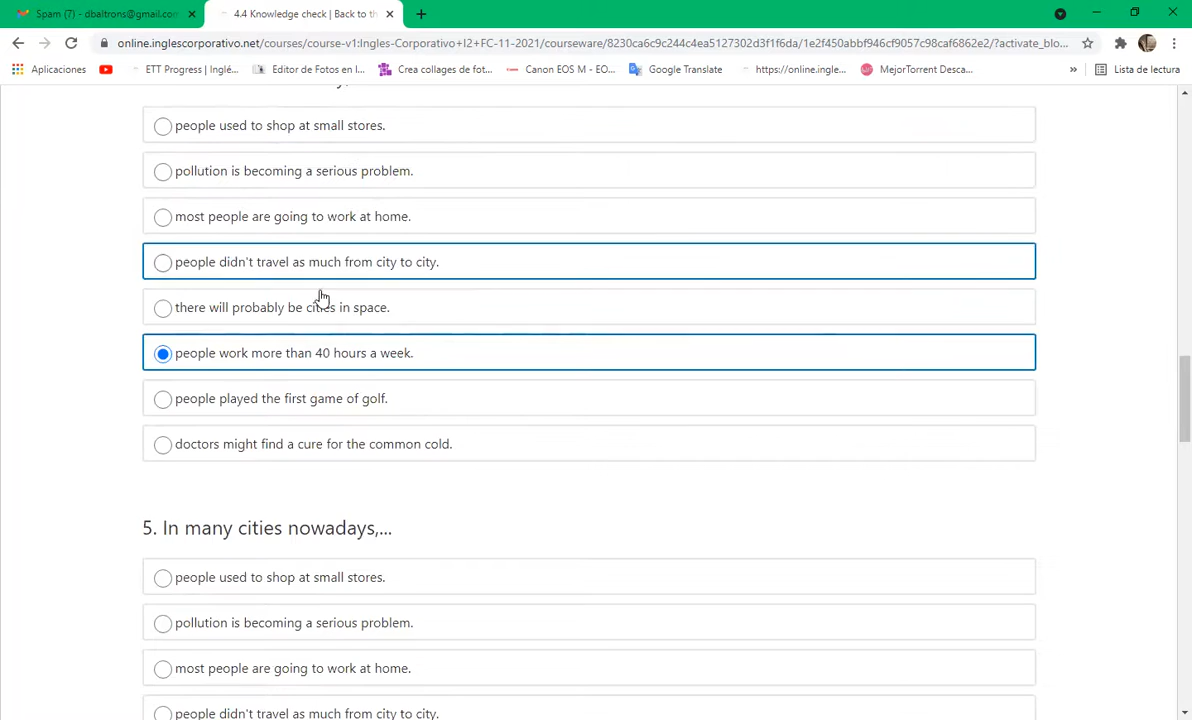 Spam (7) - dbaltrons@gmail.com
4.4 Knowledge check | Back to th
online.inglescorporativo.net/courses/course-v1:Ingles-Corporativo+I2+FC-11-2021/courseware/8230ca6c9c244c4ea5127302d3f1f6da/1e2f450abbf946cf9057c98caf6862e2/?activate_blo...
Aplicaciones
ETT Progress | Inglé...
Editor de Fotos en l...
Crea collages de fot...
Canon EOS M - EO...
Google Translate
https://online.ingle...
MejorTorrent Desca...
»
Lista de lectura
people used to shop at small stores.
pollution is becoming a serious problem.
most people are going to work at home.
people didn't travel as much from city to city.
there will probably be cities in space.
people work more than 40 hours a week.
people played the first game of golf.
doctors might find a cure for the common cold.
5. In many cities nowadays,...
people used to shop at small stores.
pollution is becoming a serious problem.
most people are going to work at home.
people didn't travel as much from city to city.